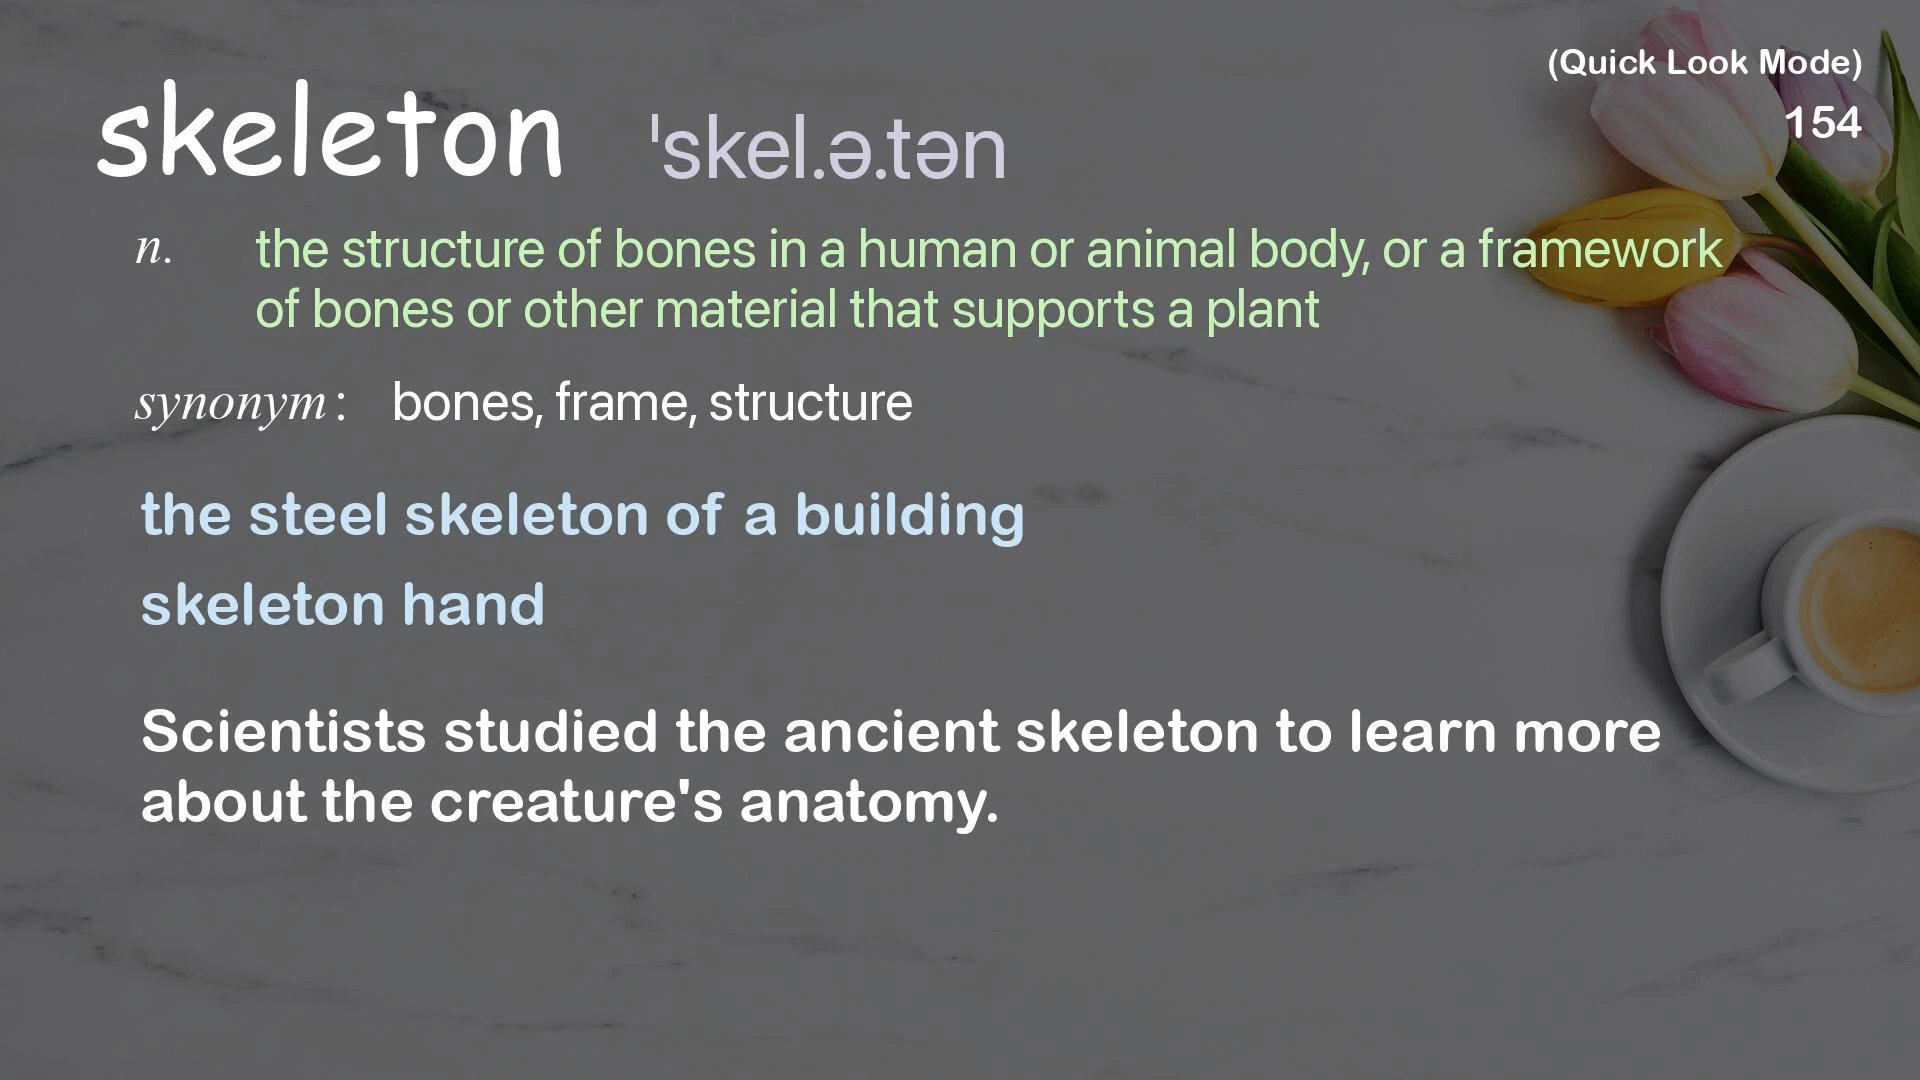 (Quick Look Mode)
154
skeleton ˈskel.ə.tən
n. the structure of bones in a human or animal body, or a framework
of bones or other material that supports a plant
synonym: bones, frame, structure
the steel skeleton of a building
skeleton hand
Scientists studied the ancient skeleton to learn more
about the creature's anatomy.